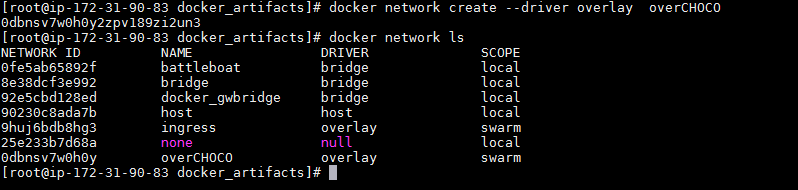 [root@ip-172-31-90-83 docker_artifacts]# docker network create --driver overlay  overCHOCO
0dbnsv7w0h0y2zpv189zi2un3
[root@ip-172-31-90-83 docker_artifacts]# docker network ls
NETWORK ID          NAME                DRIVER              SCOPE
0fe5ab65892f        battleboat          bridge              local
8e38dcf3e992        bridge              bridge              local
92e5cbd128ed        docker_gwbridge     bridge              local
90230c8ada7b        host                host                local
9huj6bdb8hg3        ingress             overlay             swarm
25e233b7d68a        none                null                local
0dbnsv7w0h0y        overCHOCO           overlay             swarm
[root@ip-172-31-90-83 docker_artifacts]#